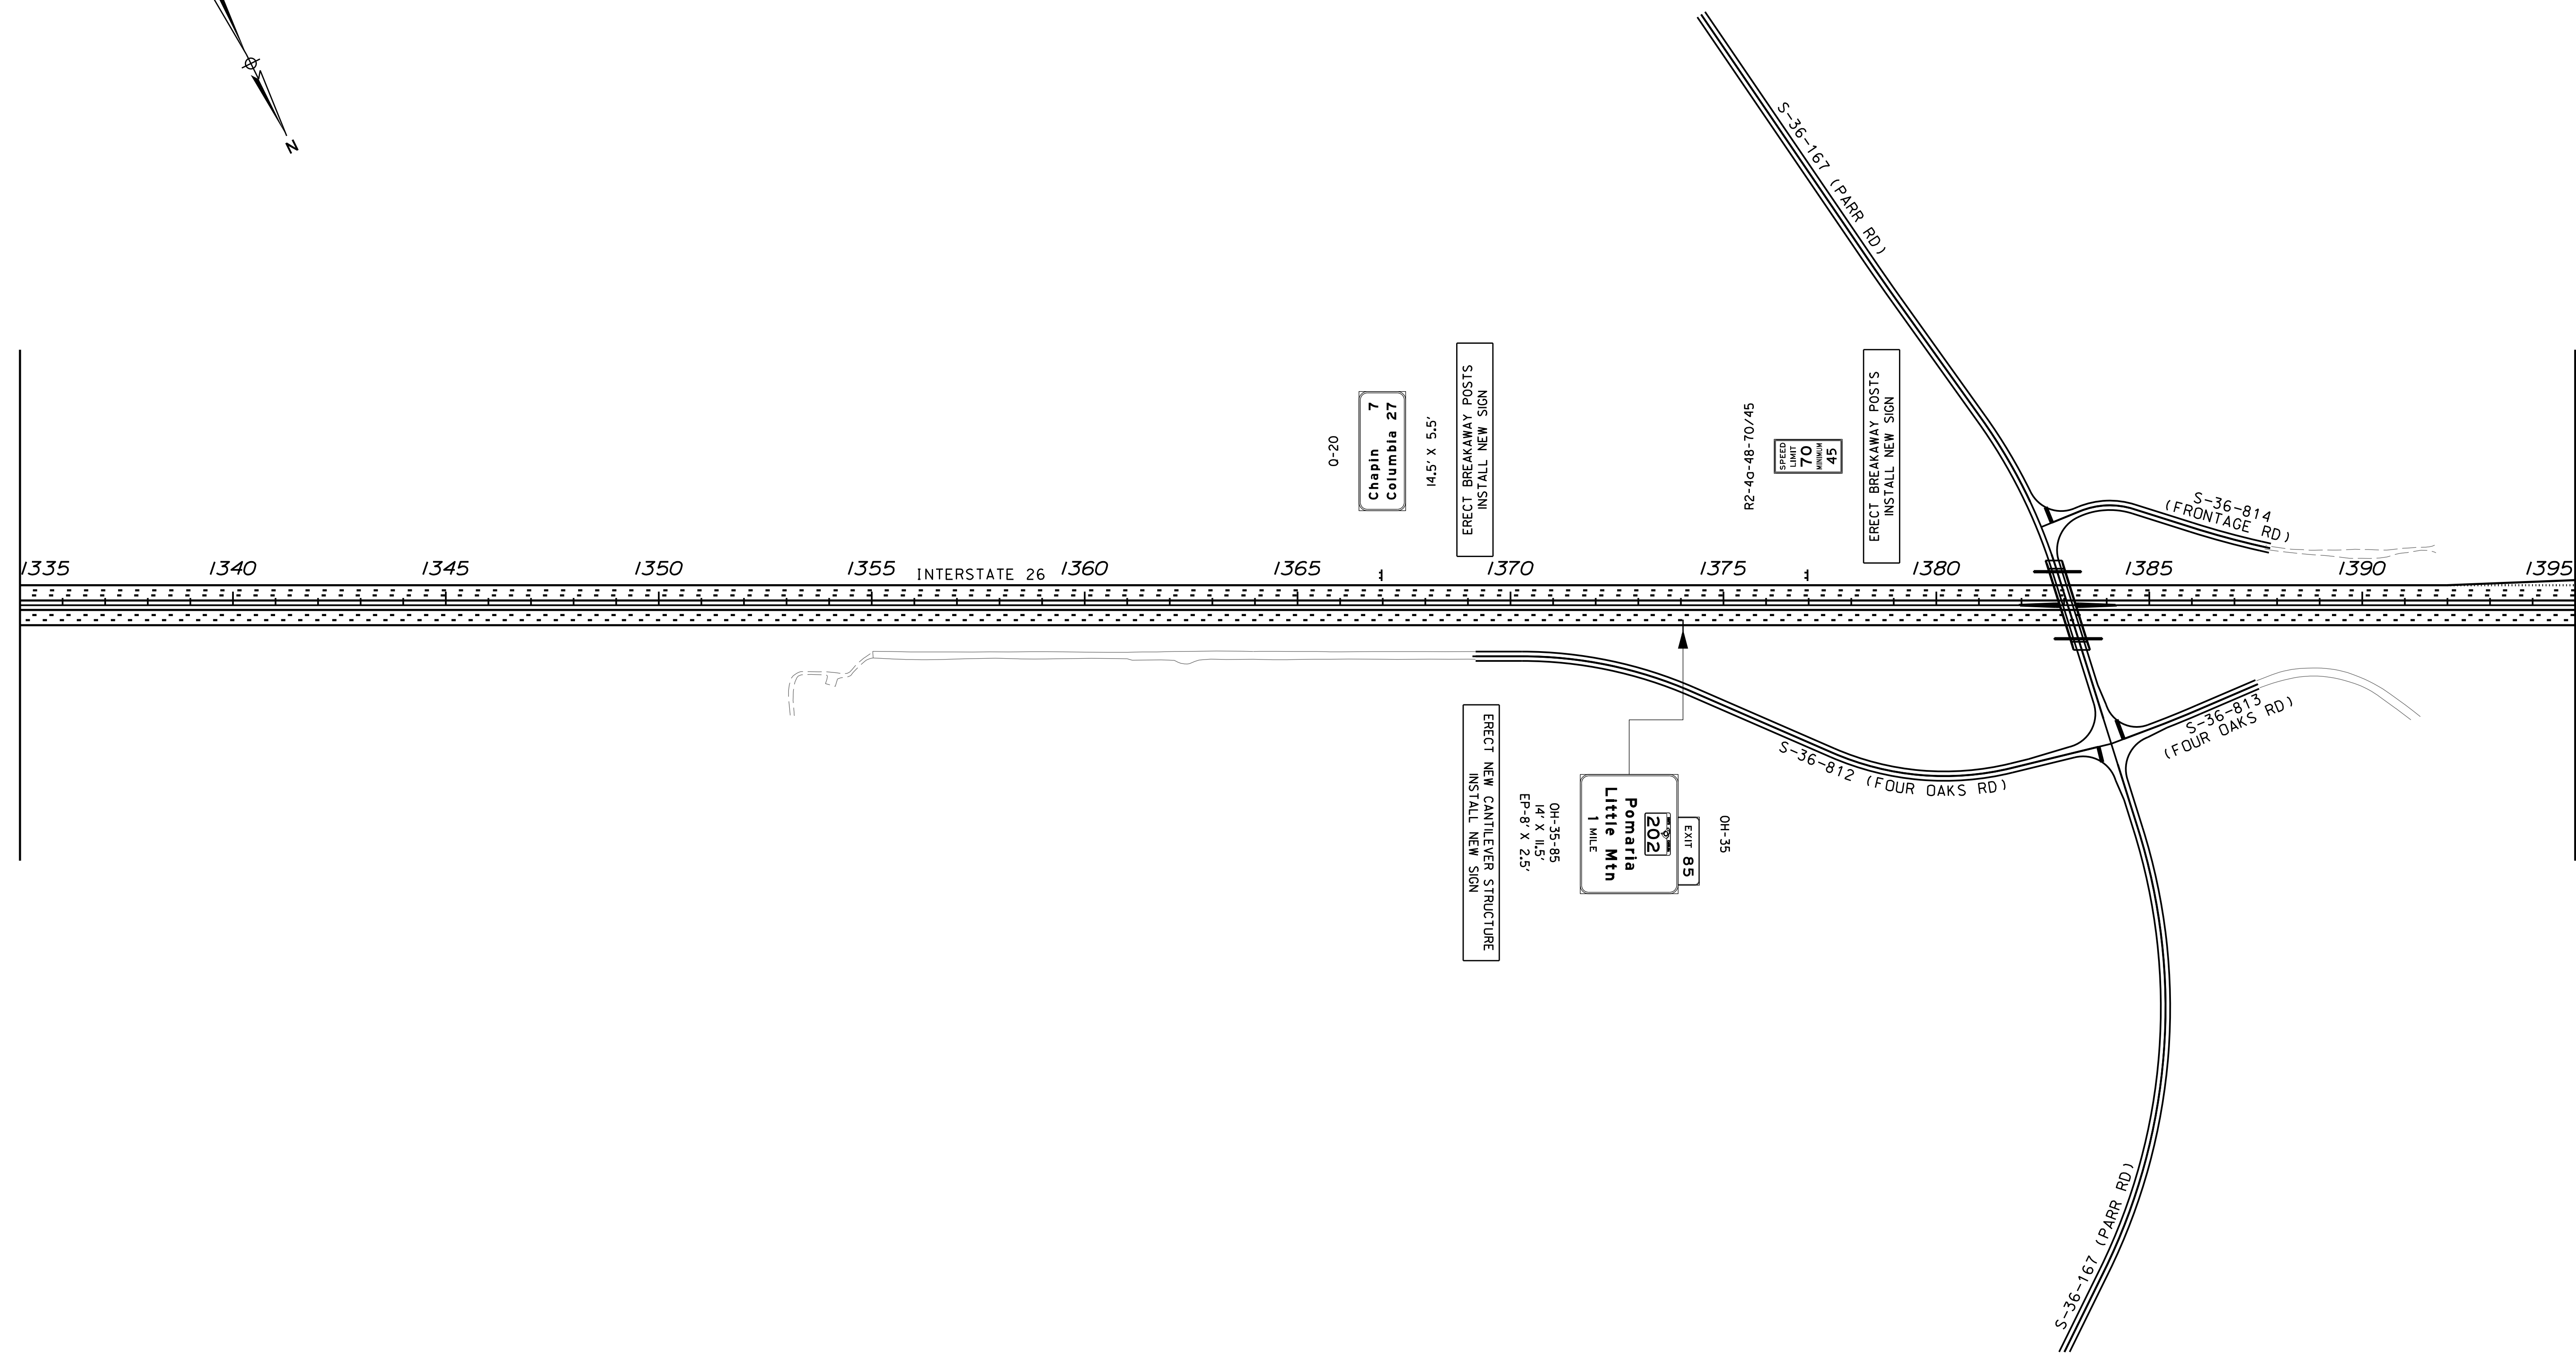 N
S-36-167 (PARR RD)
O-20
Chapin 7
Columbia 27
14.5' X 5.5'
ERECT BREAKAWAY POSTS
INSTALL NEW SIGN
R2-4a-48-70/45
SPEED
LIMIT
70
MINIMUM
45
ERECT BREAKAWAY POSTS
INSTALL NEW SIGN
S-36-814
(FRONTAGE RD)
1335 1340 1345 1350 1355 INTERSTATE 26 1360 1365 1370 1375 1380 1385 1390 1395
S-36-813
(FOUR OAKS RD)
S-36-812 (FOUR OAKS RD)
OH-35
EXIT 85
202
Pomaria
Little Mtn
1 MILE
OH-35-85
14' X 11.5'
EP-8' X 2.5'
ERECT NEW CANTILEVER STRUCTURE
INSTALL NEW SIGN
S-36-167 (PARR RD)